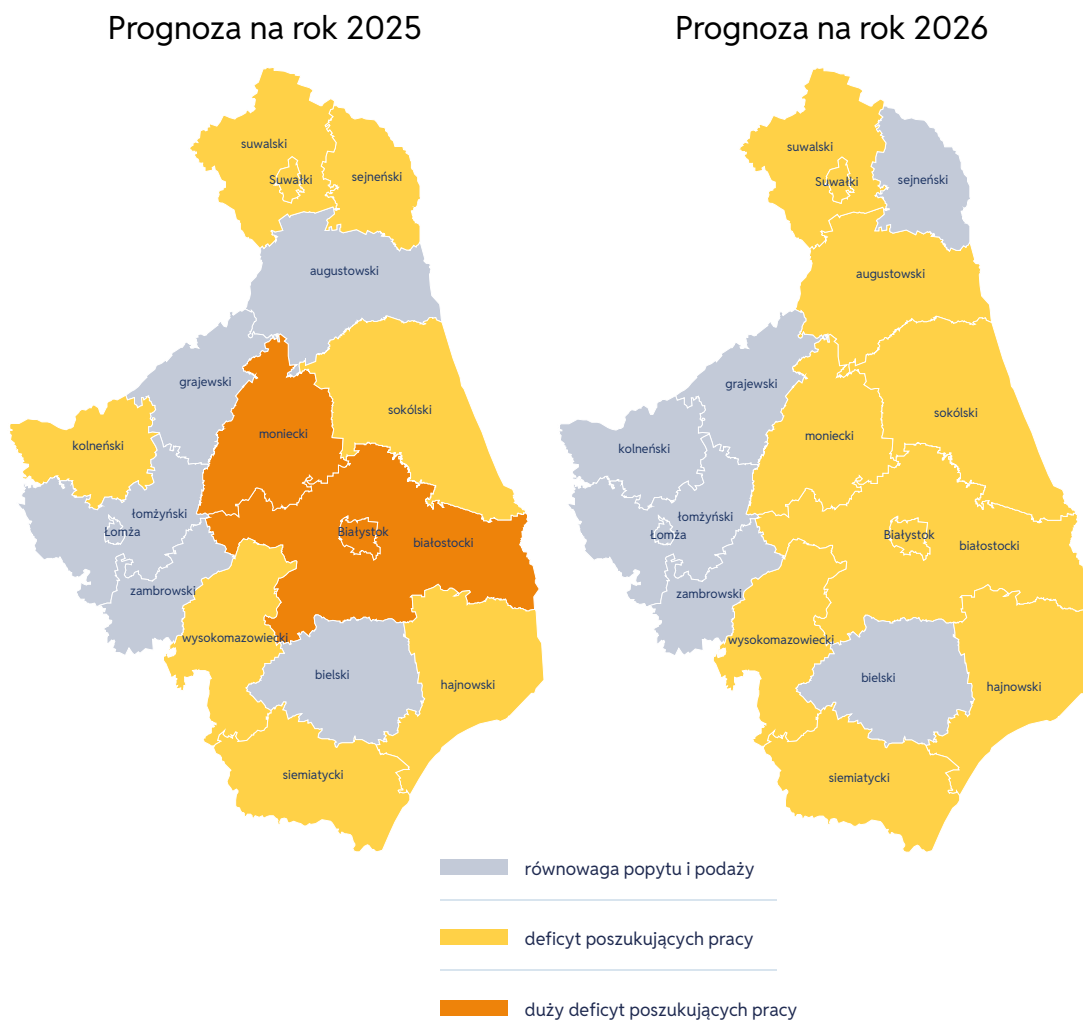 Prognoza na rok 2025
suwalski
Suwałki
sejneński
augustowski
grajewski
sokólski
moniecki
kolneński
łomżyński
Łomża
Białystok
białostocki
zambrowski
wysokomazowiecki
bielski
hajnowski
siemiatycki
Prognoza na rok 2026
suwalski
Suwałki
sejneński
augustowski
grajewski
sokólski
moniecki
kolneński
łomżyński
Łomża
Białystok
białostocki
zambrowski
wysokomazowiecki
bielski
hajnowski
siemiatycki
równowaga popytu i podaży
deficyt poszukujących pracy
duży deficyt poszukujących pracy